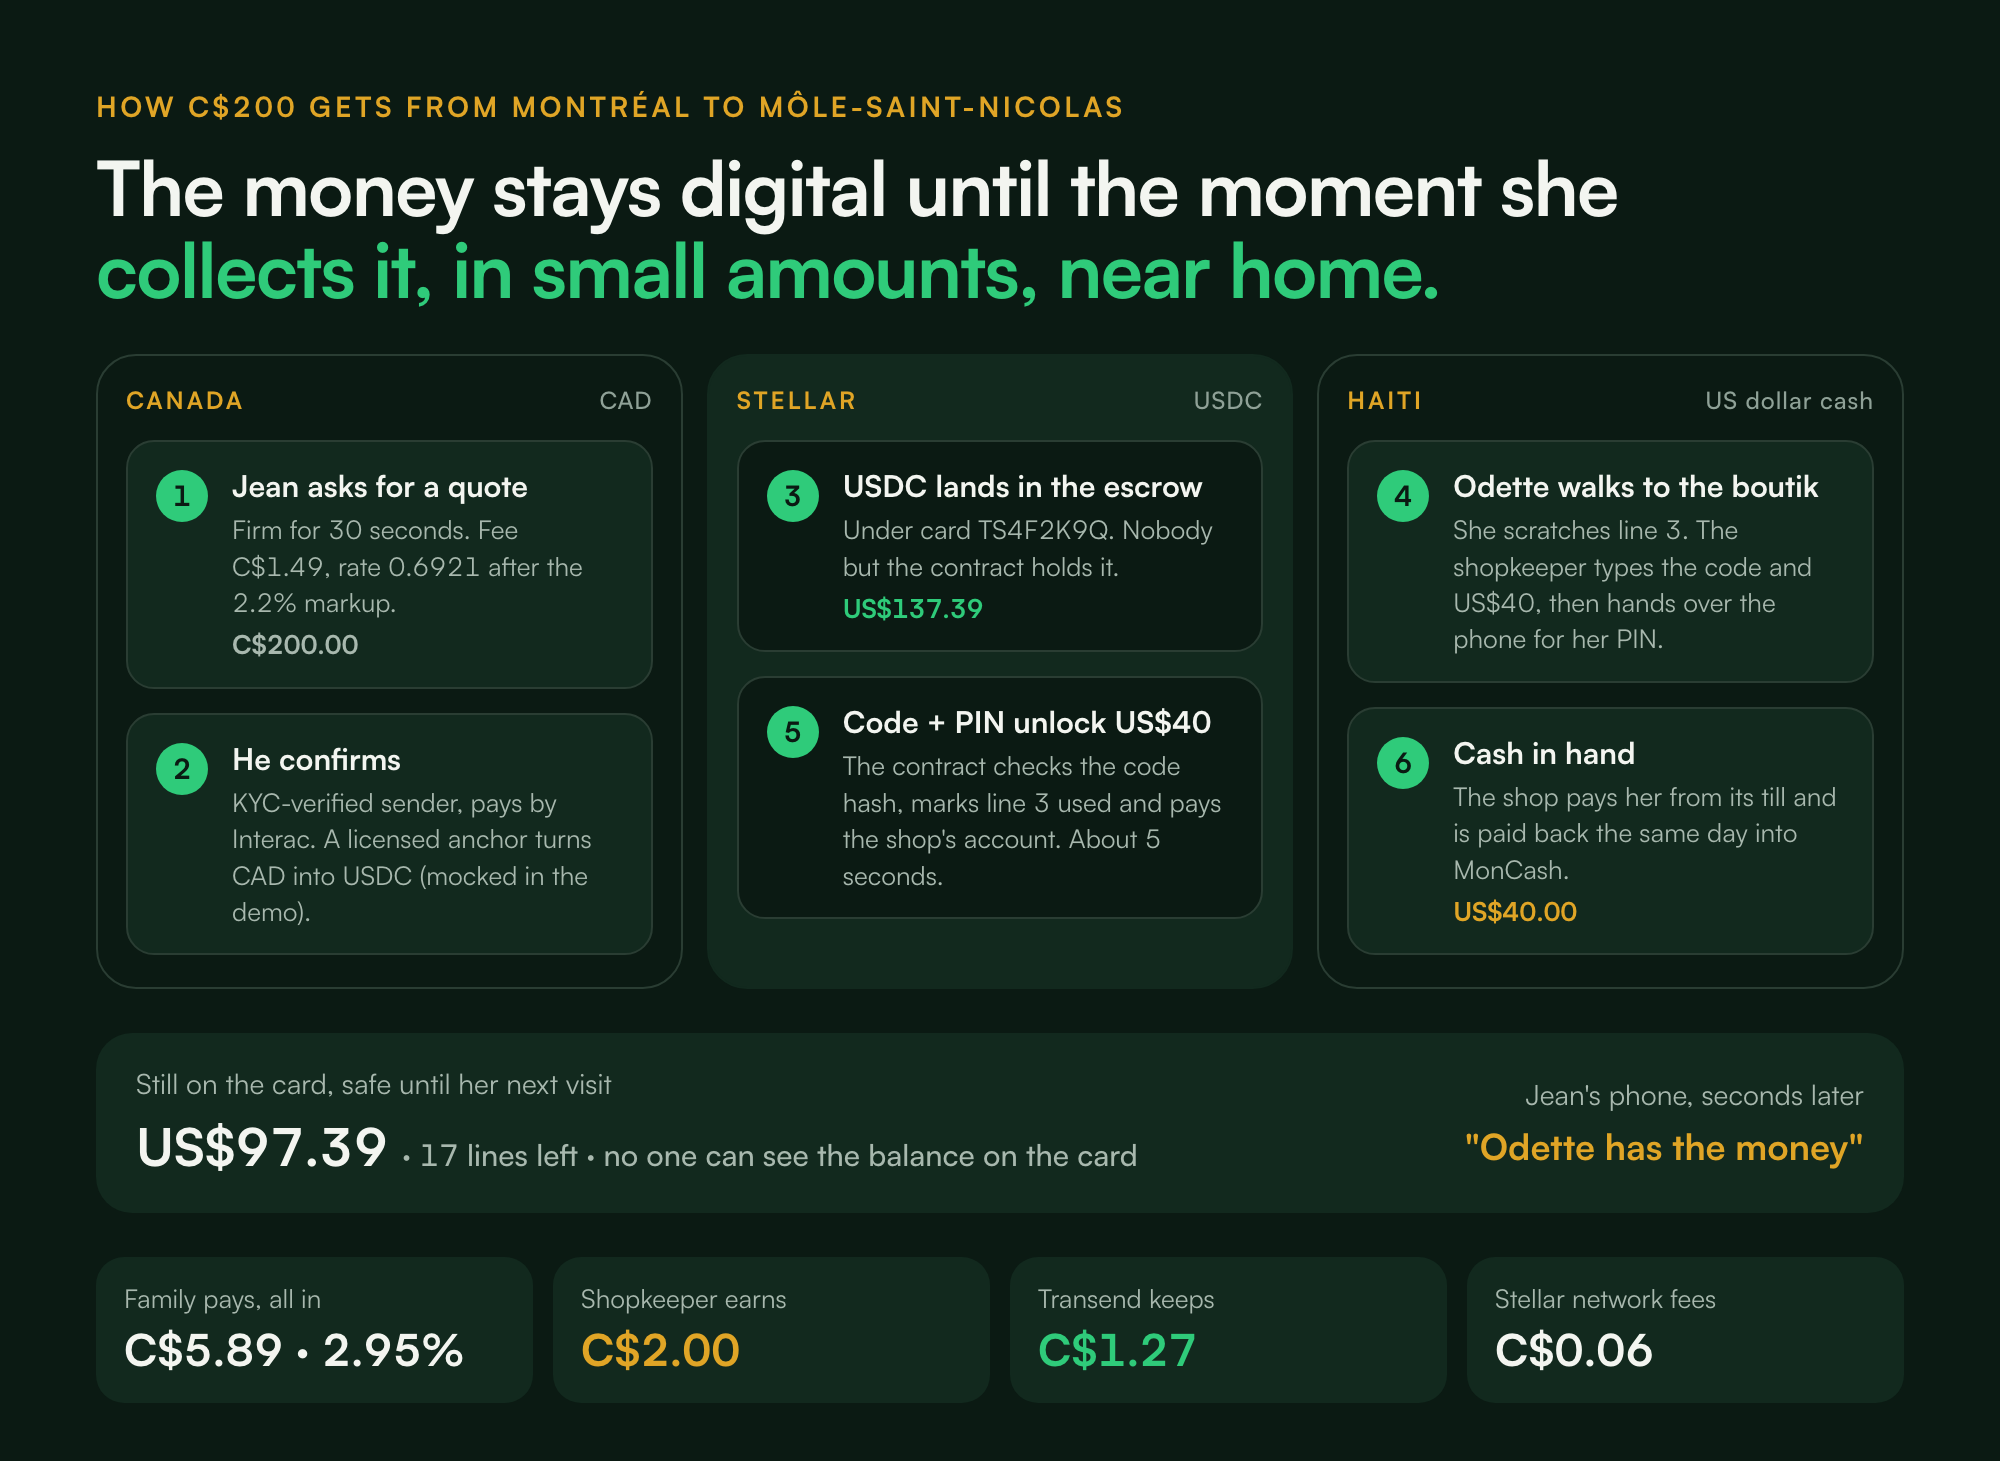 HOW C$200 GETS FROM MONTRÉAL TO MÔLE-SAINT-NICOLAS
The money stays digital until the moment she
collects it, in small amounts, near home.
CANADA CAD
1 Jean asks for a quote
Firm for 30 seconds. Fee
C$1.49, rate 0.6921 after the
2.2% markup.
C$200.00
2 He confirms
KYC-verified sender, pays by
Interac. A licensed anchor turns
CAD into USDC (mocked in the
demo).
STELLAR USDC
3 USDC lands in the escrow
Under card TS4F2K9Q. Nobody
but the contract holds it.
US$137.39
5 Code + PIN unlock US$40
The contract checks the code
hash, marks line 3 used and pays
the shop's account. About 5
seconds.
HAITI US dollar cash
4 Odette walks to the boutik
She scratches line 3. The
shopkeeper types the code and
US$40, then hands over the
phone for her PIN.
6 Cash in hand
The shop pays her from its till and
is paid back the same day into
MonCash.
US$40.00
Still on the card, safe until her next visit
US$97.39 · 17 lines left · no one can see the balance on the card
Jean's phone, seconds later
"Odette has the money"
Family pays, all in
C$5.89 · 2.95%
Shopkeeper earns
C$2.00
Transend keeps
C$1.27
Stellar network fees
C$0.06